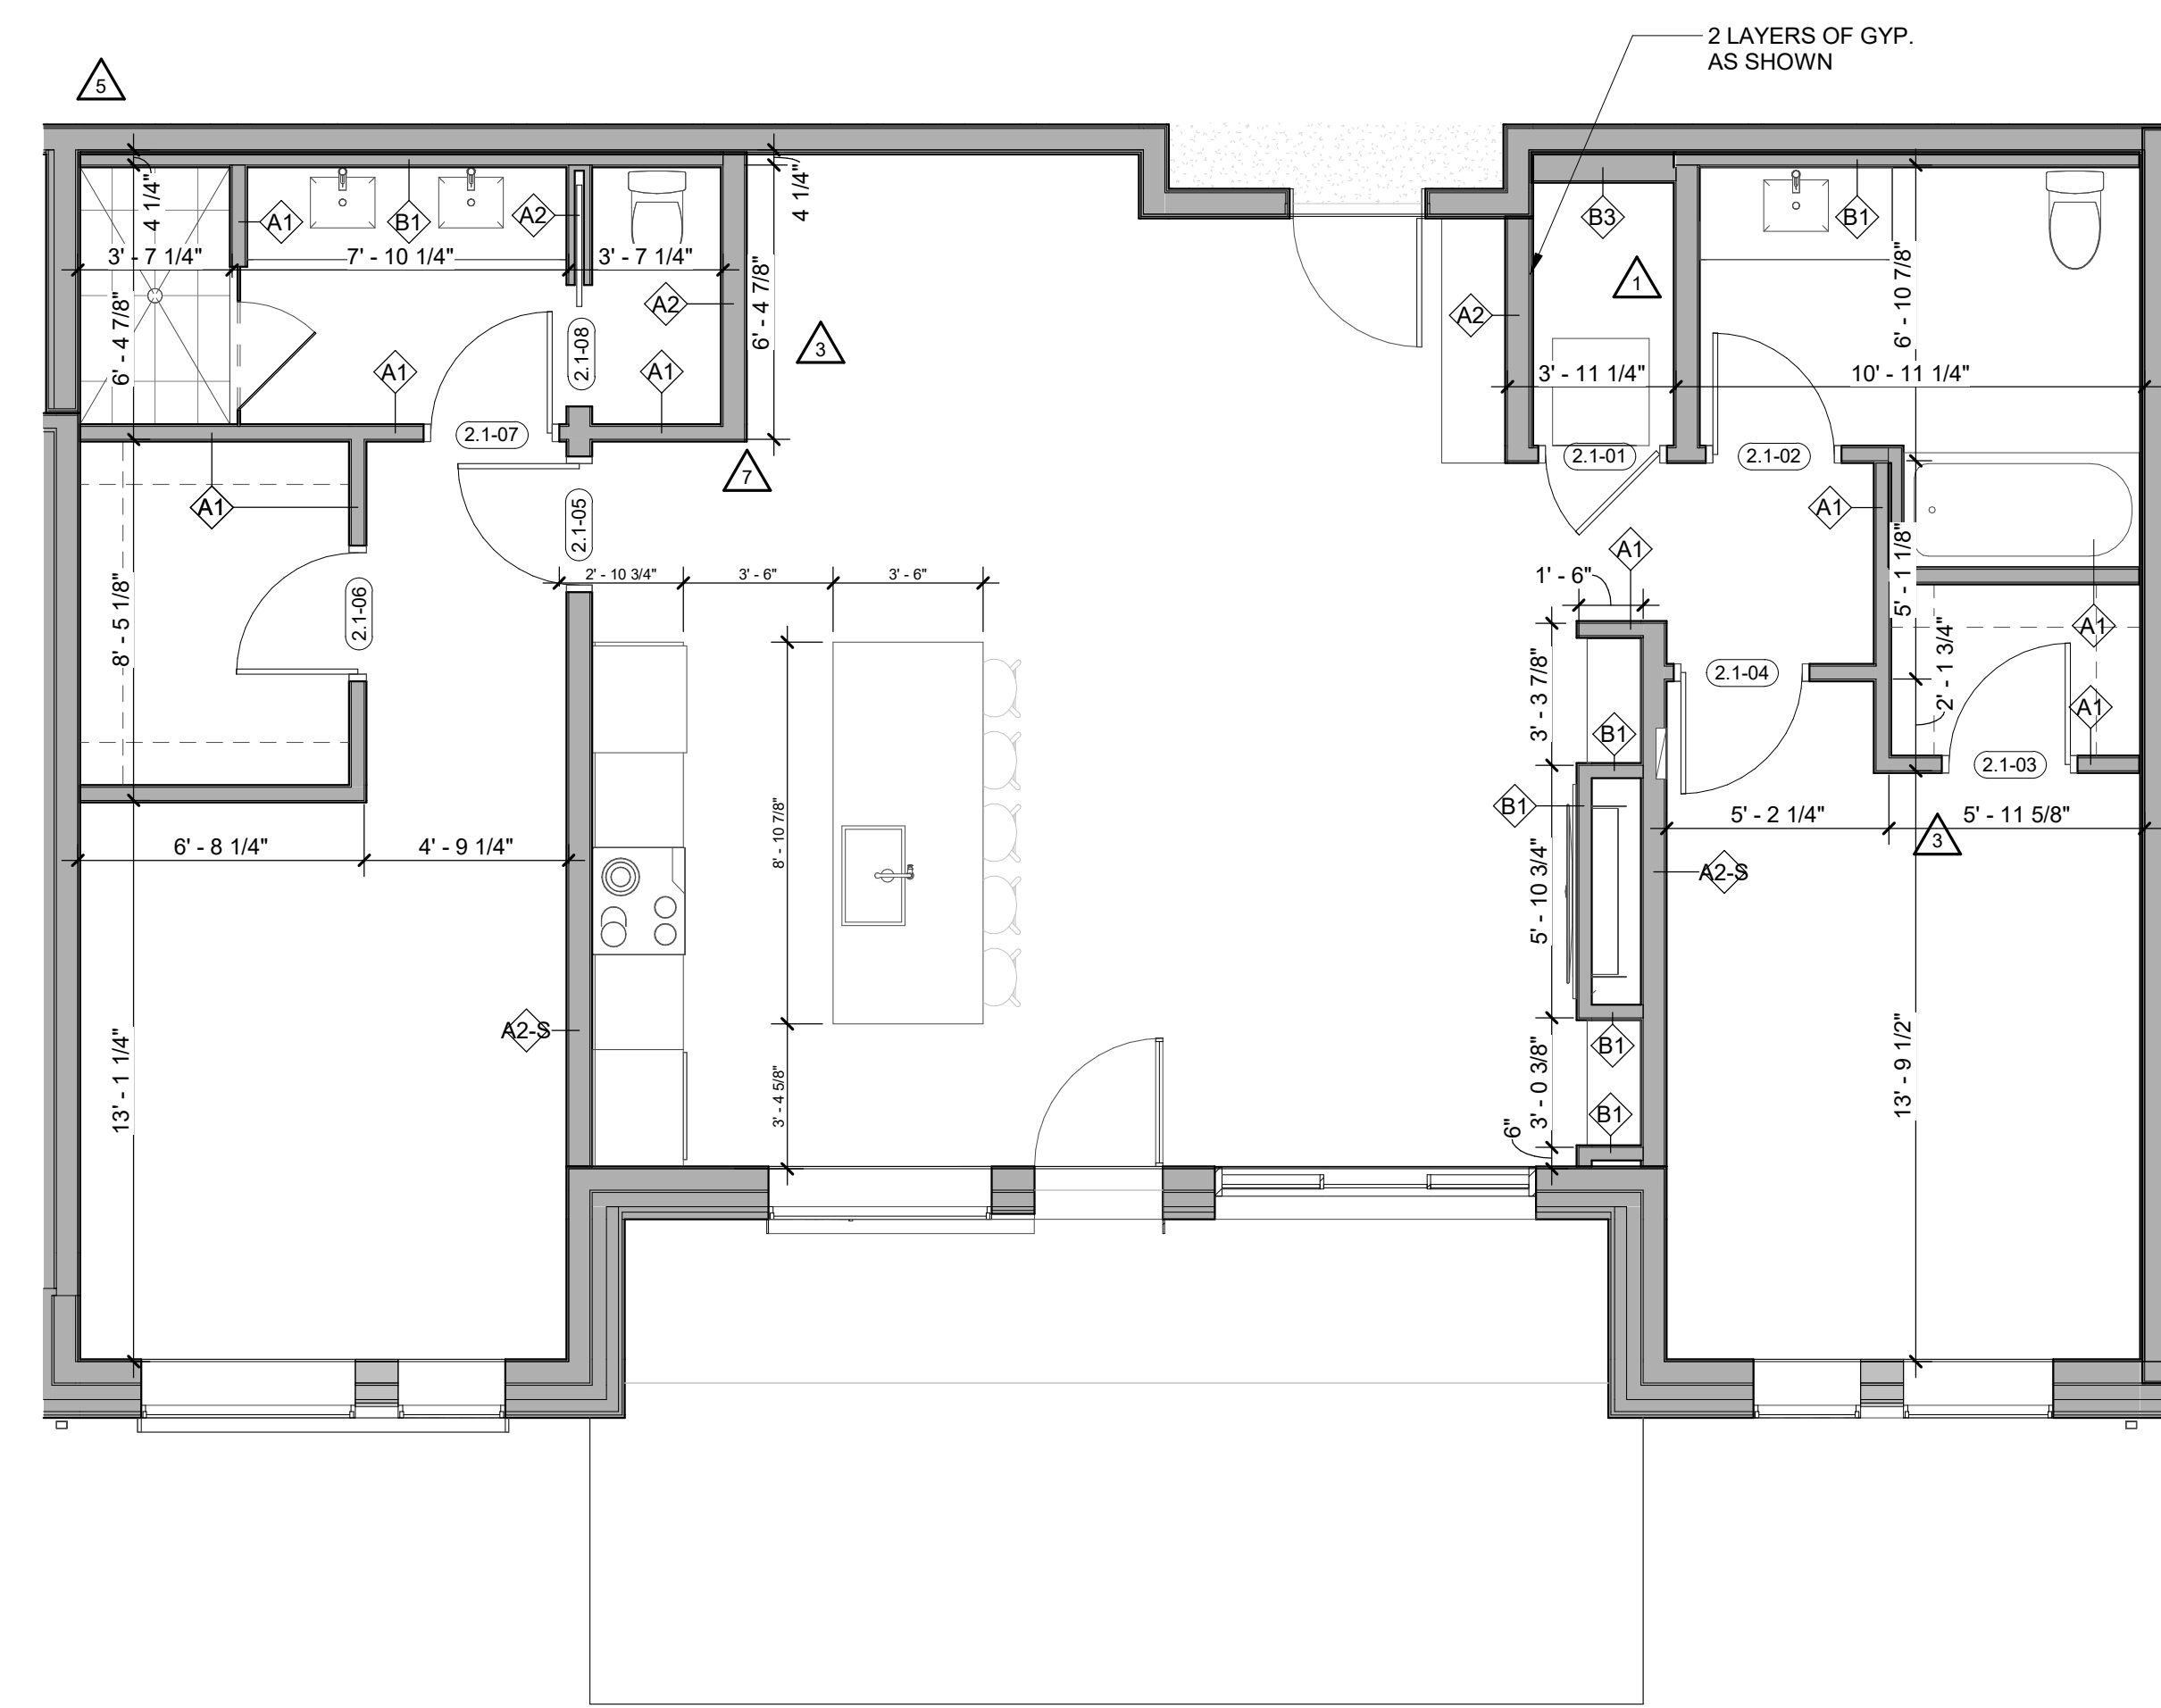 2 LAYERS OF GYP.
AS SHOWN
5
4 1/4"
4 1/4"
A1
B1
A2
B3
B1
3' - 7 1/4"
7' - 10 1/4"
3' - 7 1/4"
6' - 4 7/8"
A2
6' - 4 7/8"
3
A2
1
6' - 10 7/8"
A1
A1
2.1-08
3' - 11 1/4"
10' - 11 1/4"
2.1-07
2.1-01
2.1-02
7
A1
2.1-05
A1
A1
5' - 1 1/8"
2' - 10 3/4"
3' - 6"
3' - 6"
1' - 6"
8' - 5 1/8"
2.1-06
A1
2' - 1 3/4"
3' - 3 7/8"
2.1-04
A1
B1
2.1-03
B1
6' - 8 1/4"
4' - 9 1/4"
8' - 10 7/8"
5' - 10 3/4"
5' - 2 1/4"
5' - 11 5/8"
3
A2-S
A2-S
B1
13' - 1 1/4"
3' - 4 5/8"
3' - 0 3/8"
B1
6"
13' - 9 1/2"